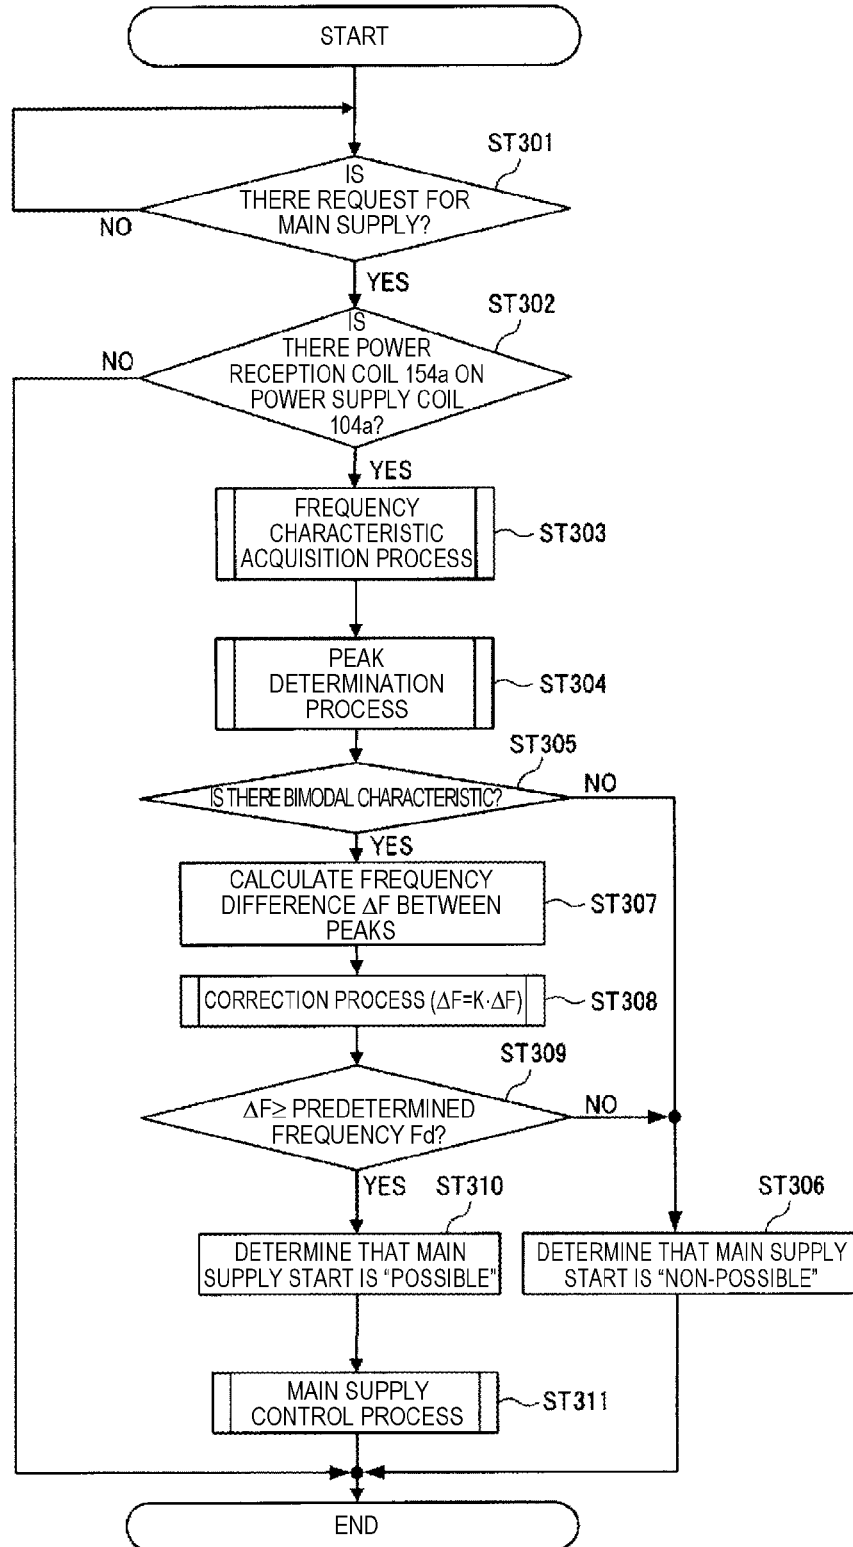 START
ST301
IS
THERE REQUEST FOR
MAIN SUPPLY?
NO
YES
ST302
IS
THERE POWER
RECEPTION COIL 154a ON
POWER SUPPLY COIL
104a?
NO
YES
FREQUENCY
CHARACTERISTIC
ACQUISITION PROCESS
ST303
PEAK
DETERMINATION
PROCESS
ST304
ST305
IS THERE BIMODAL CHARACTERISTIC?
NO
YES
CALCULATE FREQUENCY
DIFFERENCE ΔF BETWEEN
PEAKS
ST307
CORRECTION PROCESS (ΔF=K·ΔF)
ST308
ST309
ΔF≥ PREDETERMINED
FREQUENCY Fd?
NO
YES
ST310
DETERMINE THAT MAIN
SUPPLY START IS “POSSIBLE”
ST306
DETERMINE THAT MAIN SUPPLY
START IS “NON-POSSIBLE”
MAIN SUPPLY
CONTROL PROCESS
ST311
END